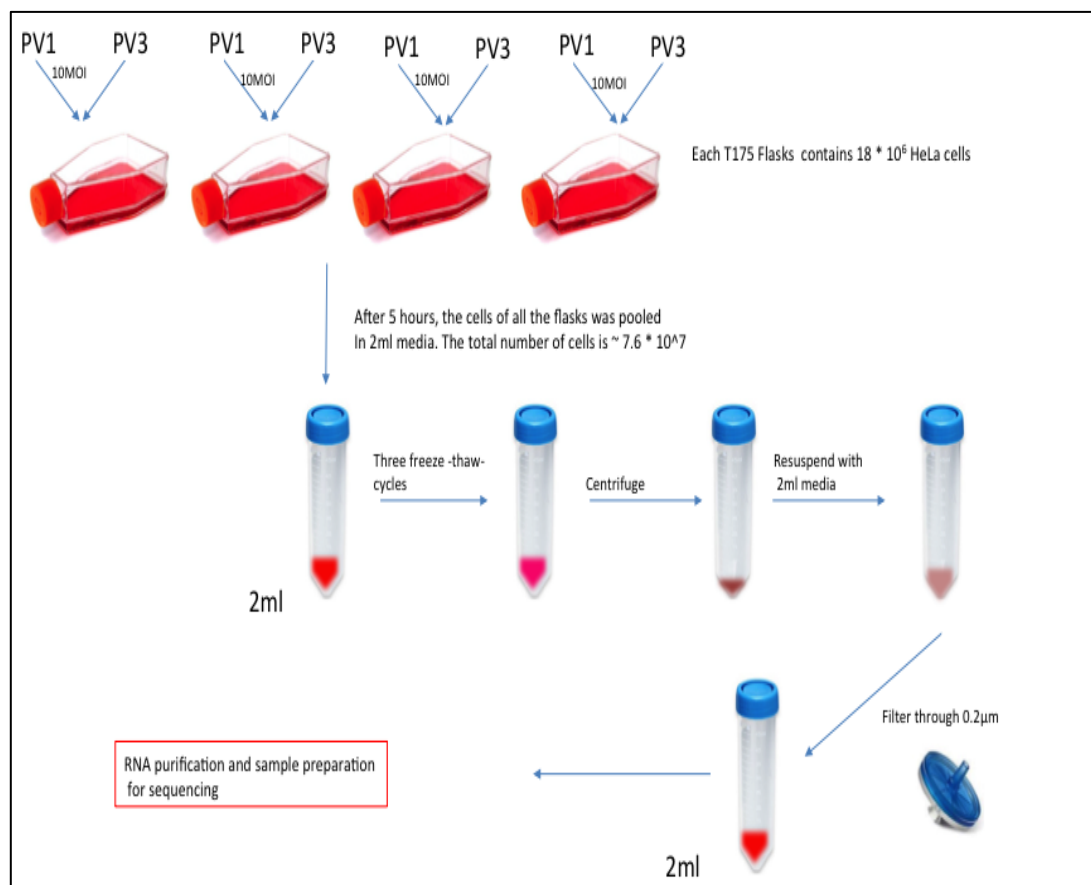 PV1 PV3 PV1 PV3 PV1 PV3 PV1 PV3
10MOI 10MOI 10MOI 10MOI
Each T175 Flasks contains 18 * 10⁶ HeLa cells
After 5 hours, the cells of all the flasks was pooled
In 2ml media. The total number of cells is ~ 7.6 * 10^7
Three freeze -thaw-
cycles
Centrifuge
Resuspend with
2ml media
2ml
Filter through 0.2µm
RNA purification and sample preparation
for sequencing
2ml